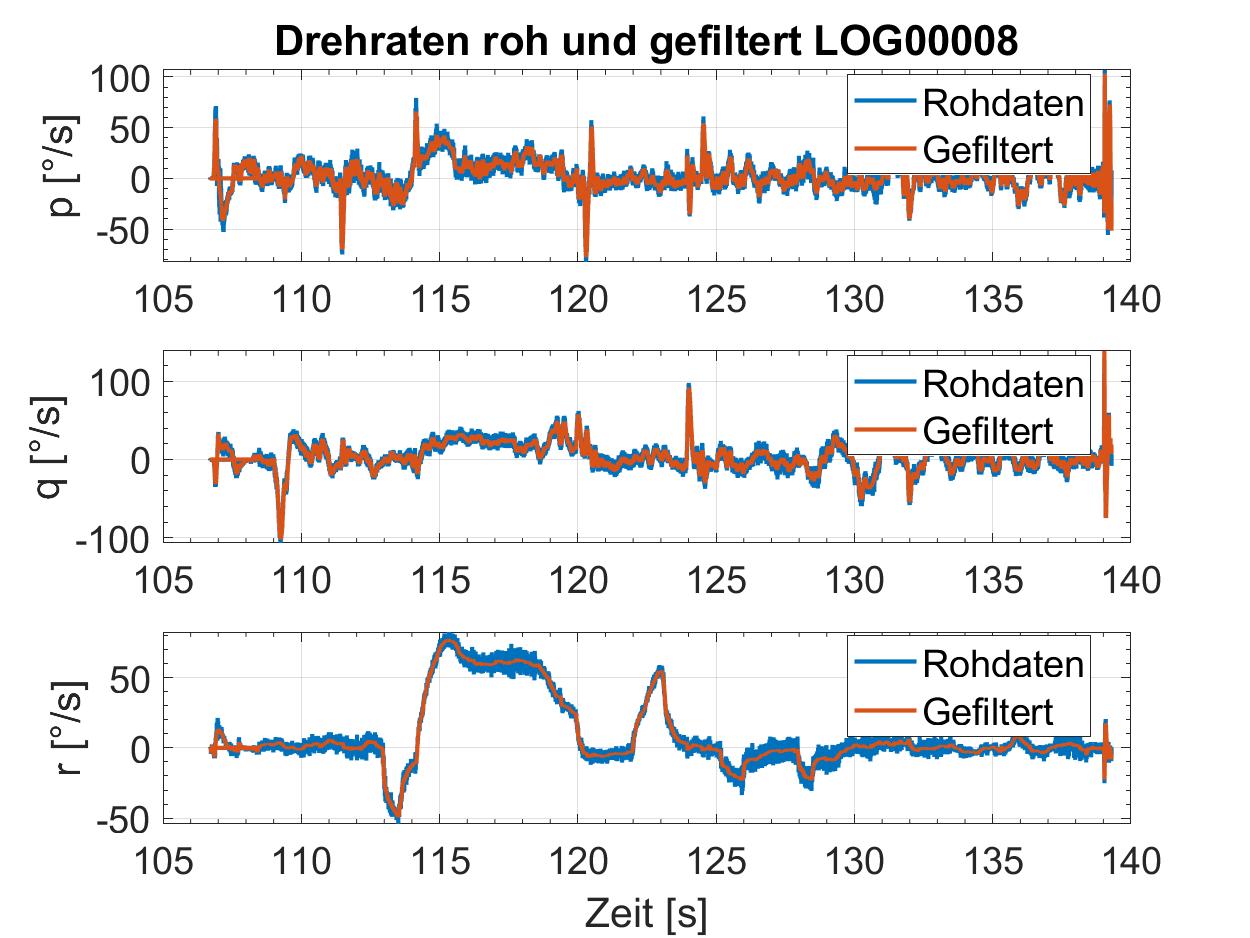 Drehraten roh und gefiltert LOG00008
100
50
0
-50
p [°/s]
Rohdaten
Gefiltert
105 110 115 120 125 130 135 140
100
0
-100
q [°/s]
Rohdaten
Gefiltert
105 110 115 120 125 130 135 140
50
0
-50
r [°/s]
Rohdaten
Gefiltert
105 110 115 120 125 130 135 140
Zeit [s]